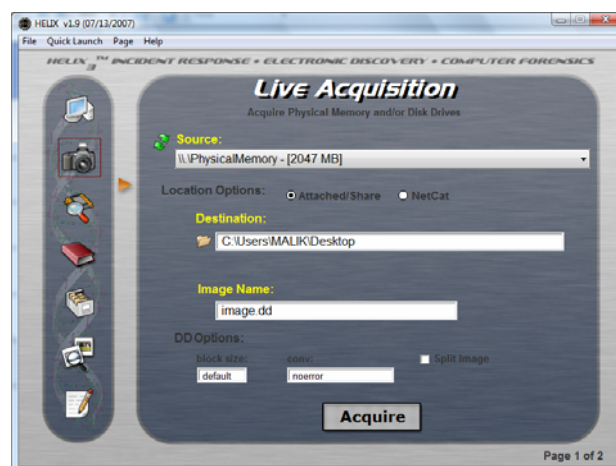 HELIX v1.9 (07/13/2007)
File Quick Launch Page Help
HELIX3™ INCIDENT RESPONSE • ELECTRONIC DISCOVERY • COMPUTER FORENSICS
Live Acquisition
Acquire Physical Memory and/or Disk Drives
Source:
\\.\PhysicalMemory - [2047 MB]
Location Options: Attached/Share NetCat
Destination:
C:\Users\MALIK\Desktop
Image Name:
image.dd
DD Options:
block size: conv: Split Image
default noerror
Acquire
Page 1 of 2